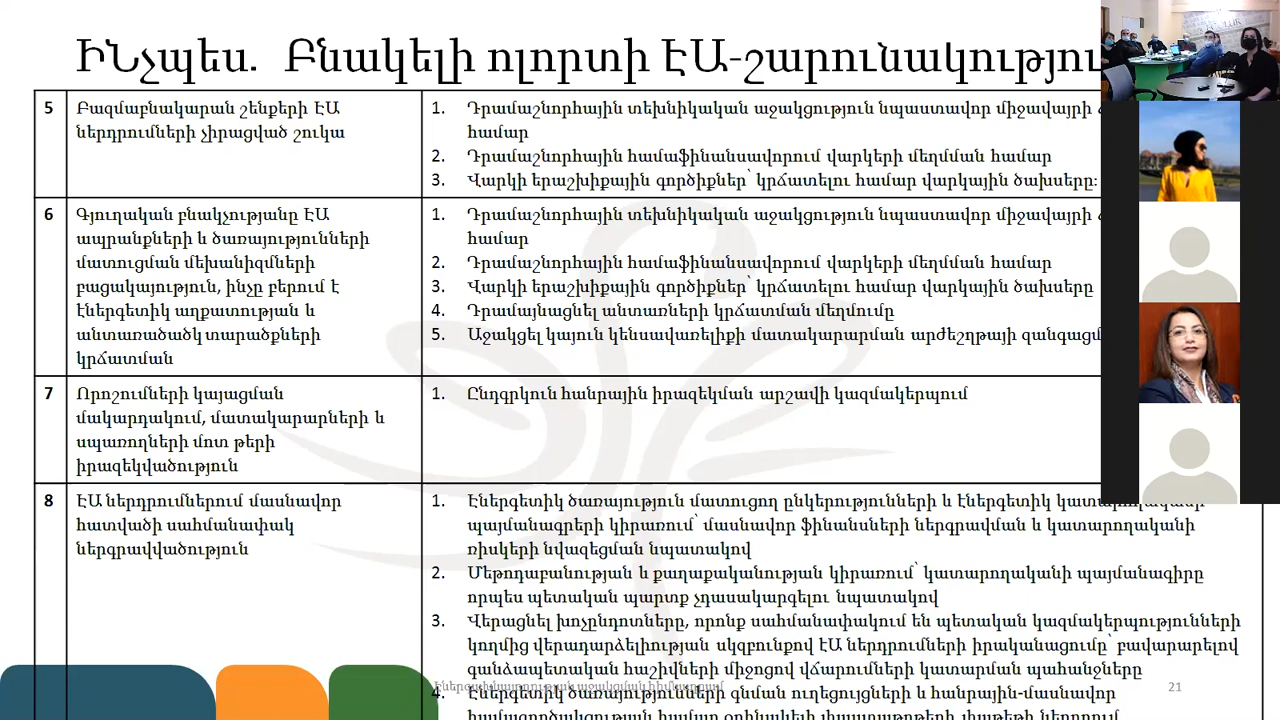 ԻՆչպես. Բնակելի ոլորտի ԷԱ-շարունակությու
5
Բազմաբնակարան շենքերի ԷԱ
ներդրումների չիրացված շուկա
1. Դրամաշնորհային տեխնիկական աջակցություն նպաստավոր միջավայրի
համար
2. Դրամաշնորհային համաֆինանսավորում վարկերի մեղմման համար
3. Վարկի երաշխիքային գործիքներ՝ կրճատելու համար վարկային ծախսերը։
6
Գյուղական բնակչությանը ԷԱ
ապրանքների և ծառայությունների
մատուցման մեխանիզմների
բացակայություն, ինչը բերում է
էներգետիկ աղքատության և
անտառածածկ տարածքների
կրճատման
1. Դրամաշնորհային տեխնիկական աջակցություն նպաստավոր միջավայրի
համար
2. Դրամաշնորհային համաֆինանսավորում վարկերի մեղմման համար
3. Վարկի երաշխիքային գործիքներ՝ կրճատելու համար վարկային ծախսերը
4. Դրամայնացնել անտառների կրճատման մեղմումը
5. Աջակցել կայուն կենսավառելիքի մատակարարման արժեշղթայի զանգացմ
7
Որոշումների կայացման
մակարդակում, մատակարարների և
սպառողների մոտ թերի
իրազեկվածություն
1. Ընդգրկուն հանրային իրազեկման արշավի կազմակերպում
8
ԷԱ ներդրումներում մասնավոր
հատվածի սահմանափակ
ներգրավվածություն
1. Էներգետիկ ծառայություն մատուցող ընկերությունների և էներգետիկ կատարողականի
պայմանագրերի կիրառում՝ մասնավոր ֆինանսների ներգրավման և կատարողականի
ռիսկերի նվազեցման նպատակով
2. Մեթոդաբանության և քաղաքականության կիրառում՝ կատարողականի պայմանագիրը
որպես պետական պարտք չդասակարգելու նպատակով
3. Վերացնել խոչընդոտները, որոնք սահմանափակում են պետական կազմակերպությունների
կողմից վերադարձելիության սկզբունքով ԷԱ ներդրումների իրականացումը՝ բավարարելով
գանձապետական հաշիվների միջոցով վճարումների կատարման պահանջները
4. Էներգետիկ ծառայությունների գնման ուղեցույցների և հանրային-մասնավոր
21